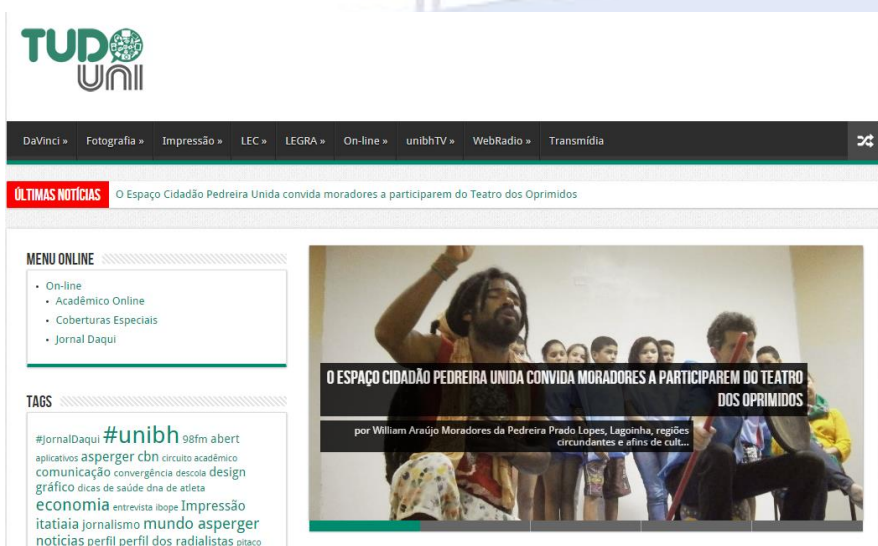 TUDO
UNI
DaVinci » Fotografia » Impressão » LEC » LEGRA » On-line » unibhTV » WebRadio » Transmídia
ÚLTIMAS NOTÍCIAS O Espaço Cidadão Pedreira Unida convida moradores a participarem do Teatro dos Oprimidos
MENU ONLINE
On-line
Acadêmico Online
Coberturas Especiais
Jornal Daqui
TAGS
#JornalDaqui #unibh 98fm abert
aplicativos asperger cbn circuito acadêmico
comunicação convergência descola design
gráfico dicas de saúde dna de atleta
economia entrevista ibope Impressão
itatiaia jornalismo mundo asperger
noticias perfil perfil dos radialistas pitaco
O ESPAÇO CIDADÃO PEDREIRA UNIDA CONVIDA MORADORES A PARTICIPAREM DO TEATRO
DOS OPRIMIDOS
por William Araújo Moradores da Pedreira Prado Lopes, Lagoinha, regiões
circundantes e afins de cult...